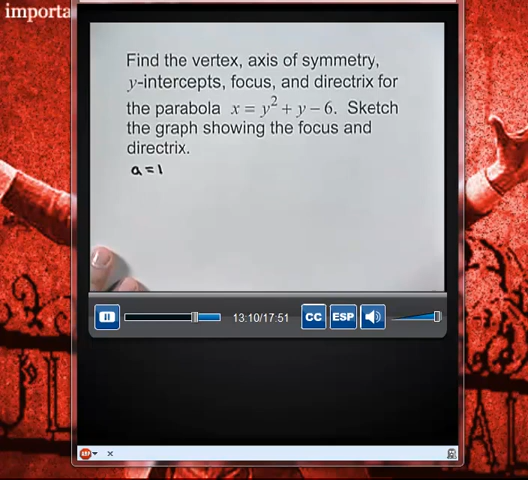 importa
Find the vertex, axis of symmetry,
y-intercepts, focus, and directrix for
the parabola x = y² + y – 6. Sketch
the graph showing the focus and
directrix.
a = 1
13:10/17:51 CC ESP
ABP